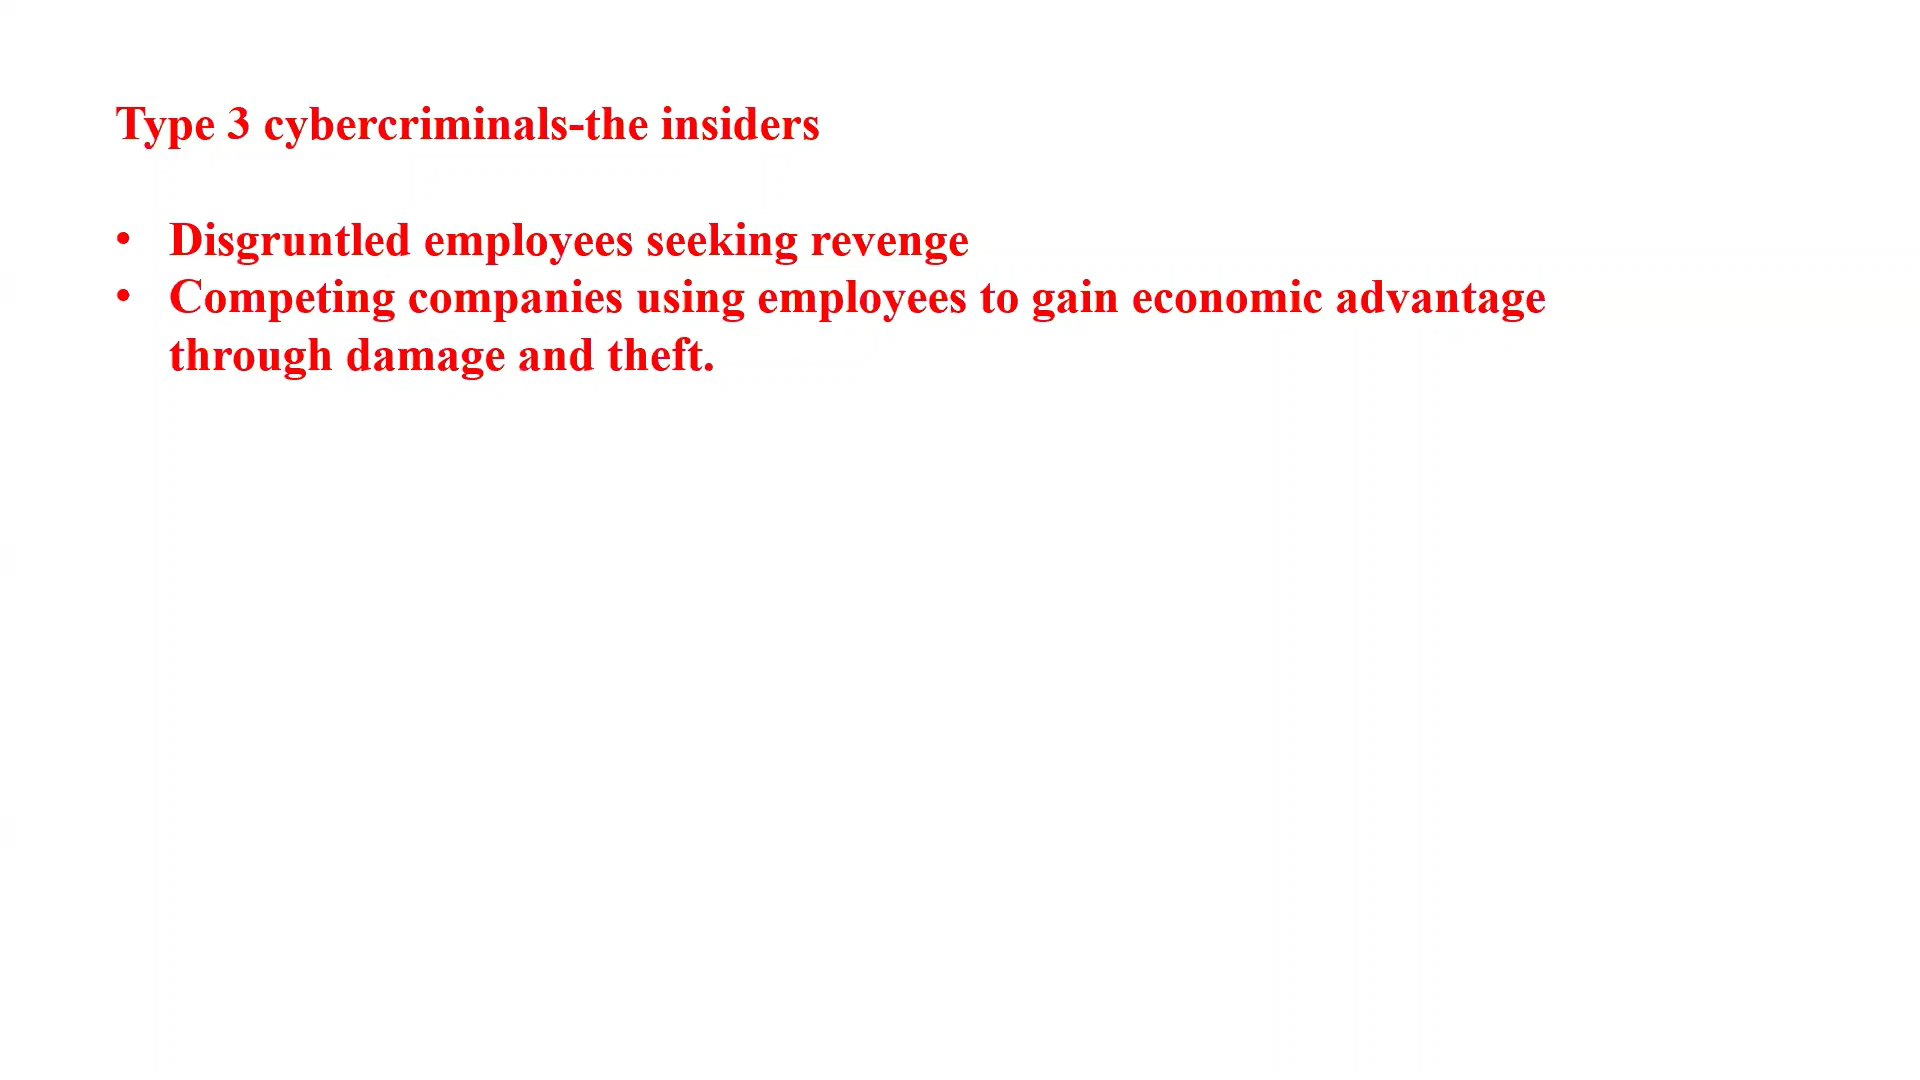 Type 3 cybercriminals-the insiders
• Disgruntled employees seeking revenge
• Competing companies using employees to gain economic advantage
through damage and theft.